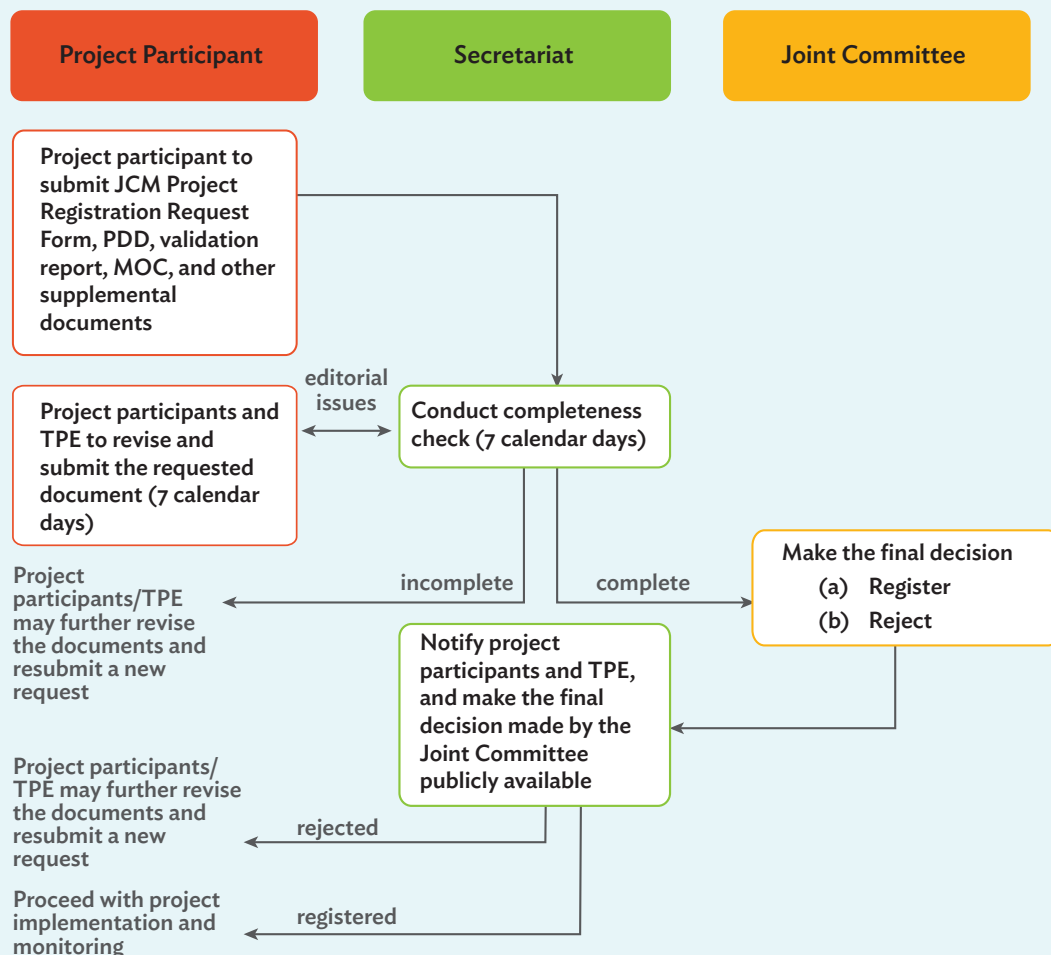 Project Participant
Secretariat
Joint Committee
Project participant to
submit JCM Project
Registration Request
Form, PDD, validation
report, MOC, and other
supplemental
documents
editorial
issues
Project participants and
TPE to revise and
submit the requested
document (7 calendar
days)
Conduct completeness
check (7 calendar days)
Project
participants/TPE
may further revise
the documents and
resubmit a new
request
incomplete
complete
Make the final decision
(a) Register
(b) Reject
Notify project
participants and TPE,
and make the final
decision made by the
Joint Committee
publicly available
Project participants/
TPE may further revise
the documents and
resubmit a new
request
rejected
Proceed with project
implementation and
monitoring
registered